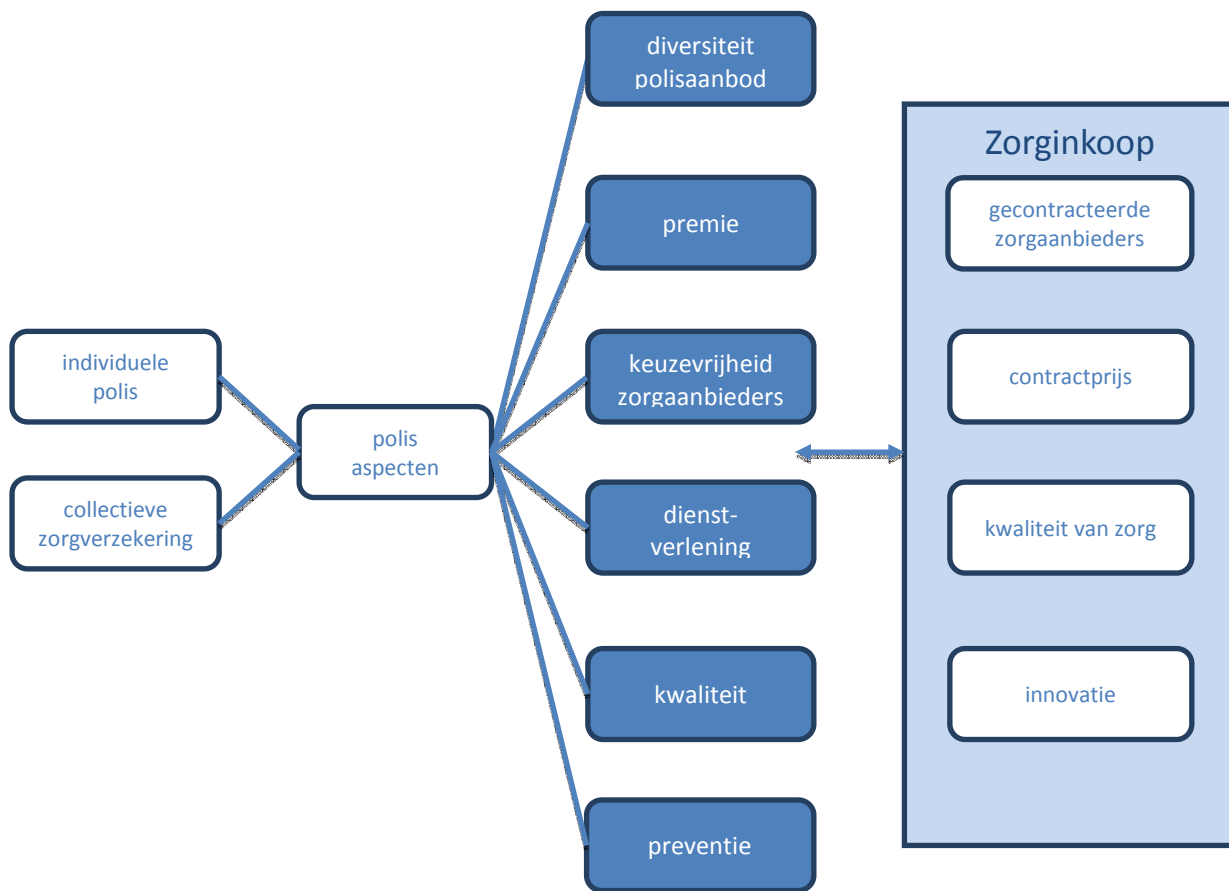 individuele
polis
collectieve
zorgverzekering
polis
aspecten
diversiteit
polisaanbod
premie
keuzevrijheid
zorgaanbieders
dienst-
verlening
kwaliteit
preventie
Zorginkoop
gecontracteerde
zorgaanbieders
contractprijs
kwaliteit van zorg
innovatie